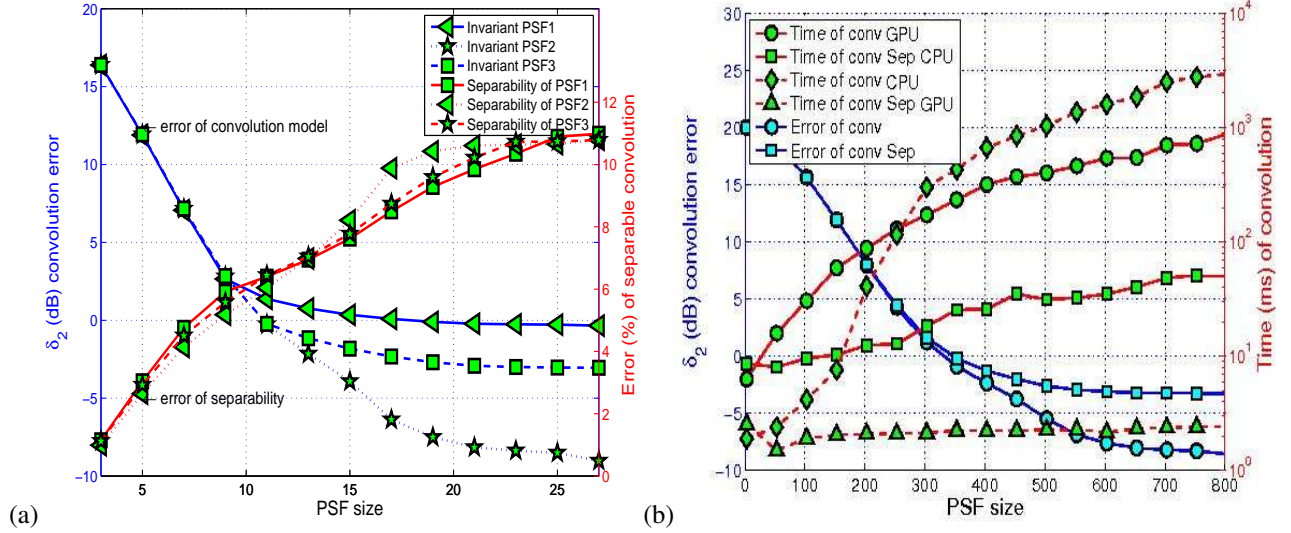 20
15
10
5
0
−5
−10
5
10
15
20
25
PSF size
δ2 (dB) convolution error
0
2
4
6
8
10
12
Error (%) of separable convolution
Invariant PSF1
Invariant PSF2
Invariant PSF3
Separability of PSF1
Separability of PSF2
Separability of PSF3
error of convolution model
error of separability
(a)
30
25
20
15
10
5
0
-5
-10
0
100
200
300
400
500
600
700
800
PSF size
δ2 (dB) convolution error
10^4
10^3
10^2
10^1
10^0
Time (ms) of convolution
Time of conv GPU
Time of conv Sep CPU
Time of conv CPU
Time of conv Sep GPU
Error of conv
Error of conv Sep
(b)